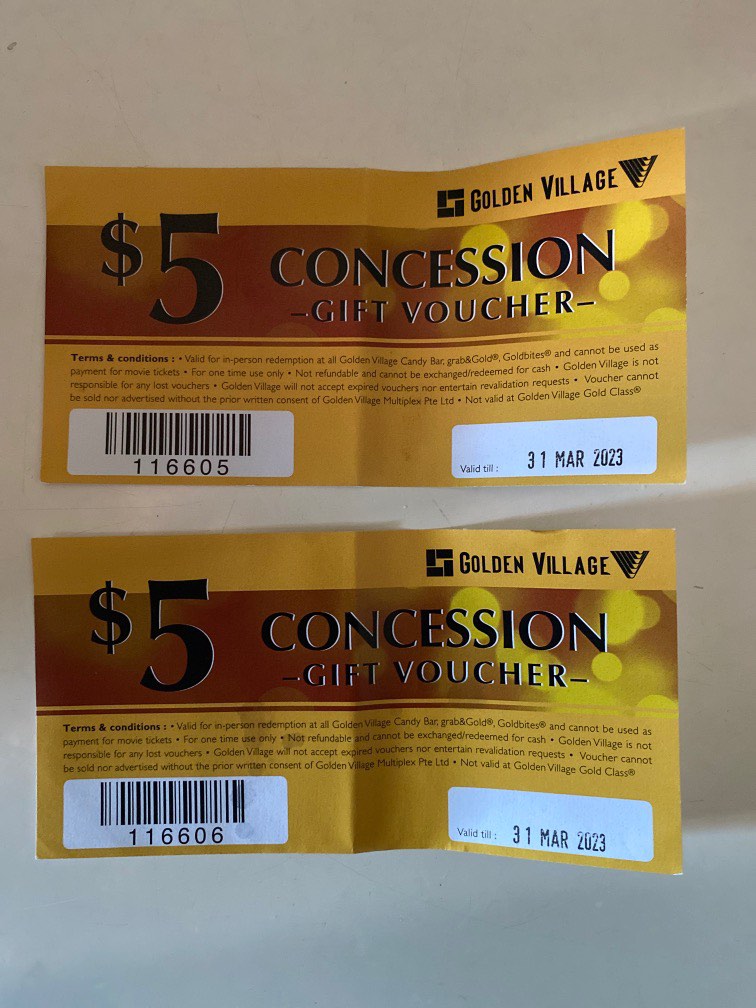 GOLDEN VILLAGE
$5 CONCESSION
–GIFT VOUCHER–
Terms & conditions : • Valid for in-person redemption at all Golden Village Candy Bar, grab&Gold®, Goldbites® and cannot be used as
payment for movie tickets • For one time use only • Not refundable and cannot be exchanged/redeemed for cash • Golden Village is not
responsible for any lost vouchers • Golden Village will not accept expired vouchers nor entertain revalidation requests • Voucher cannot
be sold nor advertised without the prior written consent of Golden Village Multiplex Pte Ltd • Not valid at Golden Village Gold Class®
116605
Valid till : 31 MAR 2023
GOLDEN VILLAGE
$5 CONCESSION
–GIFT VOUCHER–
Terms & conditions : • Valid for in-person redemption at all Golden Village Candy Bar, grab&Gold®, Goldbites® and cannot be used as
payment for movie tickets • For one time use only • Not refundable and cannot be exchanged/redeemed for cash • Golden Village is not
responsible for any lost vouchers • Golden Village will not accept expired vouchers nor entertain revalidation requests • Voucher cannot
be sold nor advertised without the prior written consent of Golden Village Multiplex Pte Ltd • Not valid at Golden Village Gold Class®
116606
Valid till : 31 MAR 2023